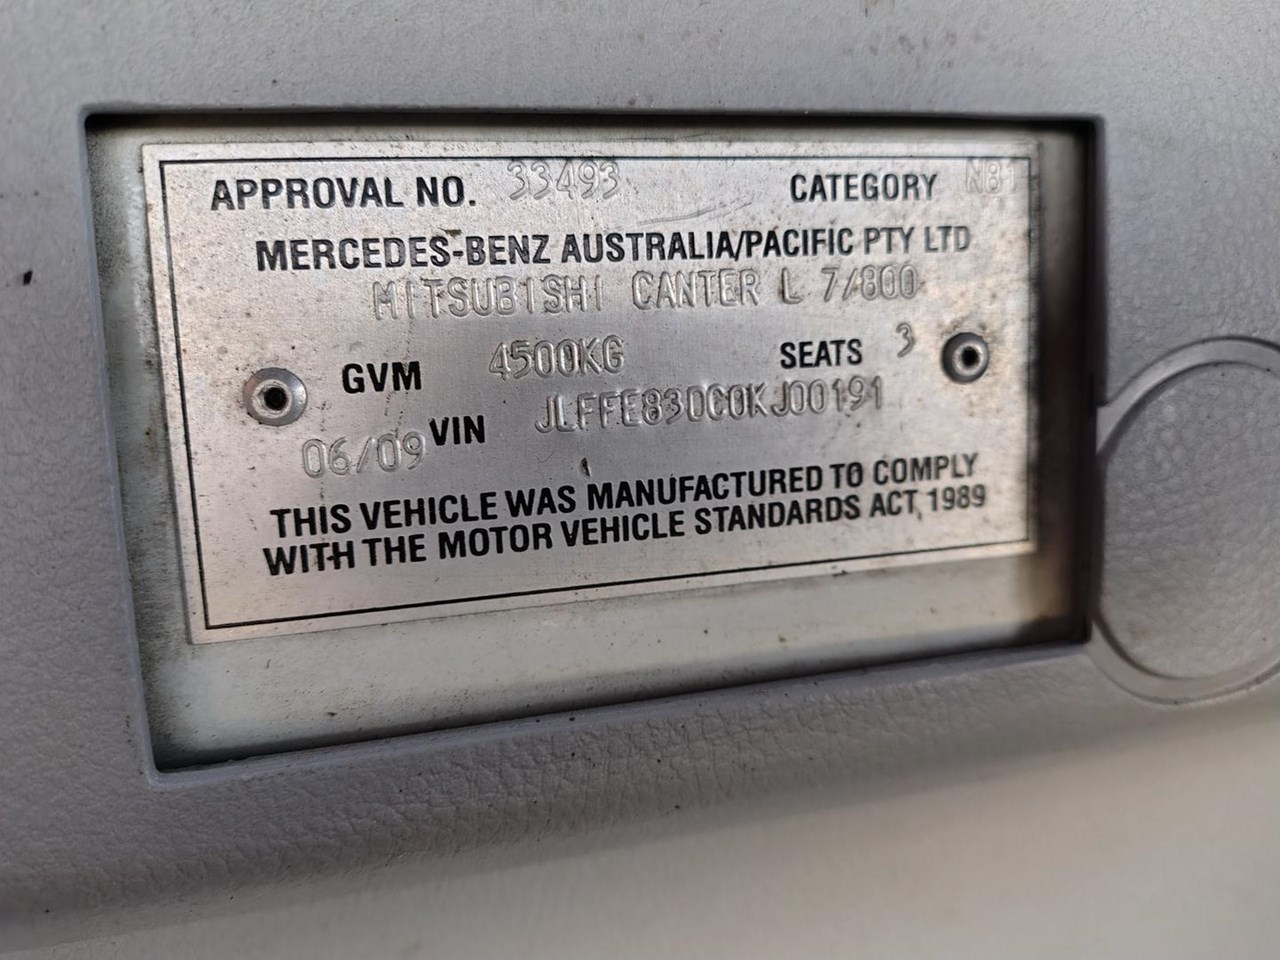 APPROVAL NO. 33493 CATEGORY NB1
MERCEDES-BENZ AUSTRALIA/PACIFIC PTY LTD
MITSUBISHI CANTER L 7/800
GVM 4500KG SEATS 3
06/09 VIN JLFFE83DC0KJ00191
THIS VEHICLE WAS MANUFACTURED TO COMPLY
WITH THE MOTOR VEHICLE STANDARDS ACT, 1989